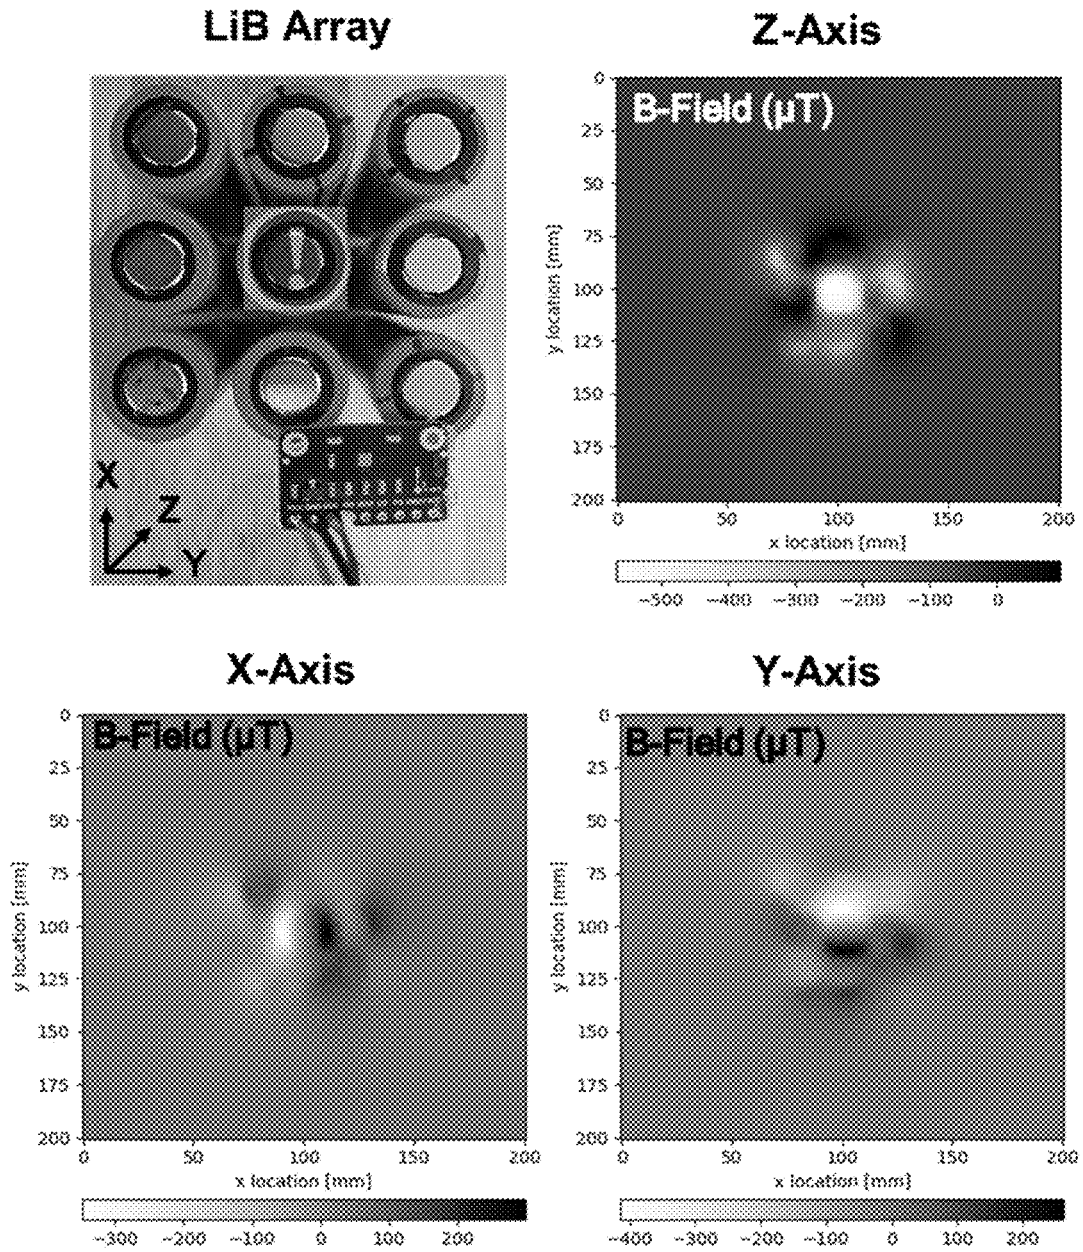 LiB Array
Z-Axis
X
Z
Y
B-Field (μT)
0
25
50
75
100
125
150
175
200
y location [mm]
0 50 100 150 200
x location [mm]
−500 −400 −300 −200 −100 0
X-Axis
Y-Axis
B-Field (μT)
0
25
50
75
100
125
150
175
200
y location [mm]
0 50 100 150 200
x location [mm]
−300 −200 −100 0 100 200
B-Field (μT)
0
25
50
75
100
125
150
175
200
y location [mm]
0 50 100 150 200
x location [mm]
−400 −300 −200 −100 0 100 200